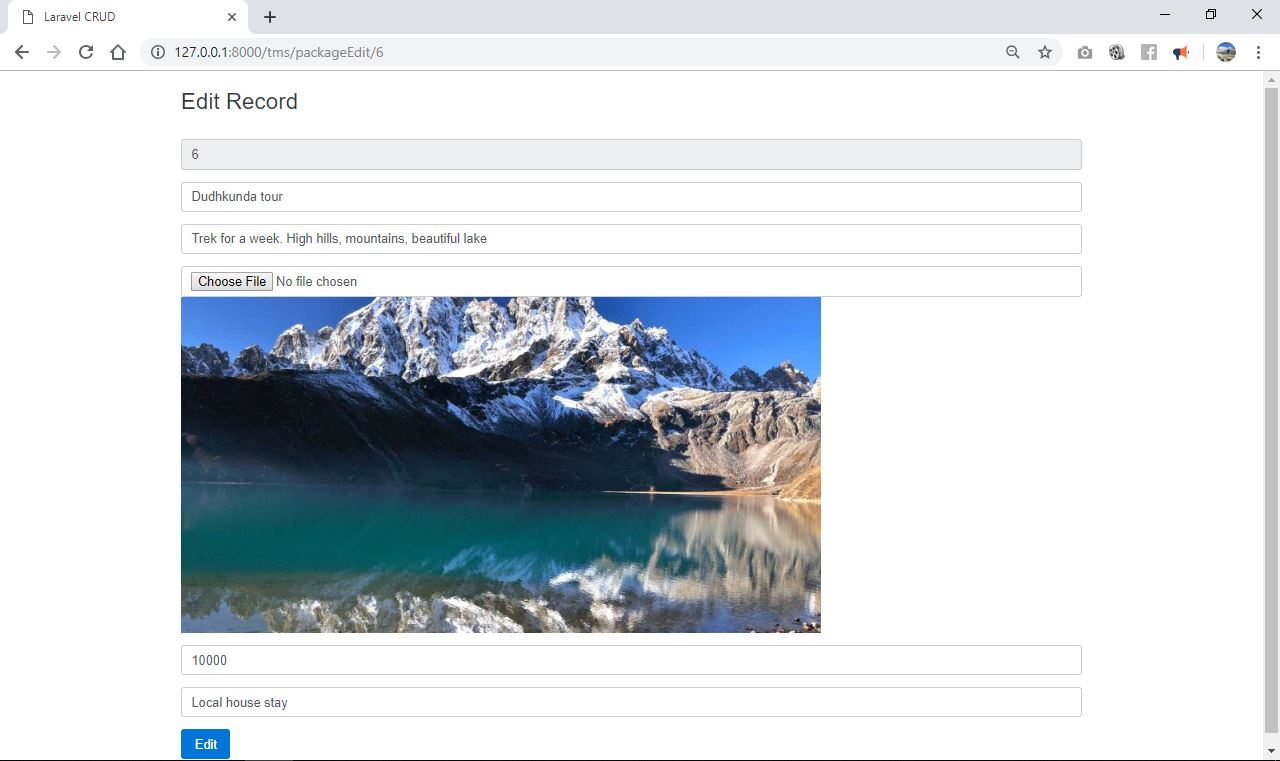 Laravel CRUD
127.0.0.1:8000/tms/packageEdit/6
Edit Record
6
Dudhkunda tour
Trek for a week. High hills, mountains, beautiful lake
Choose File No file chosen
10000
Local house stay
Edit